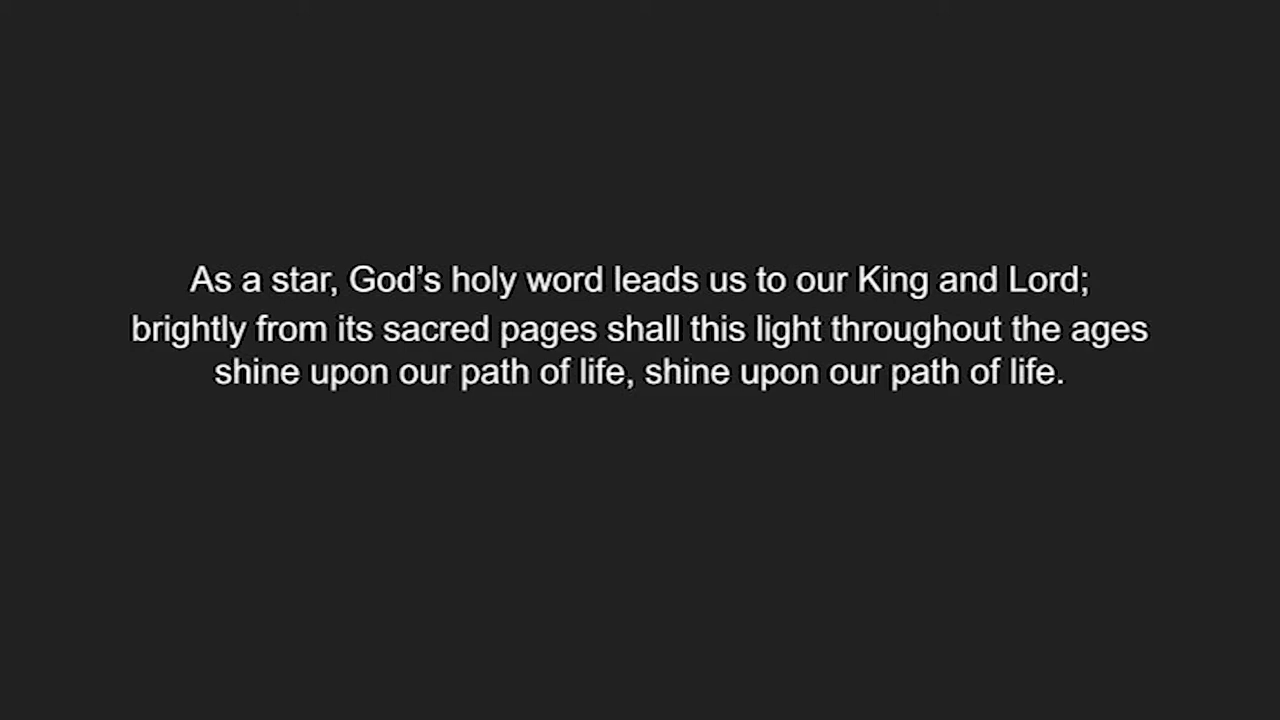 As a star, God’s holy word leads us to our King and Lord;
brightly from its sacred pages shall this light throughout the ages
shine upon our path of life, shine upon our path of life.